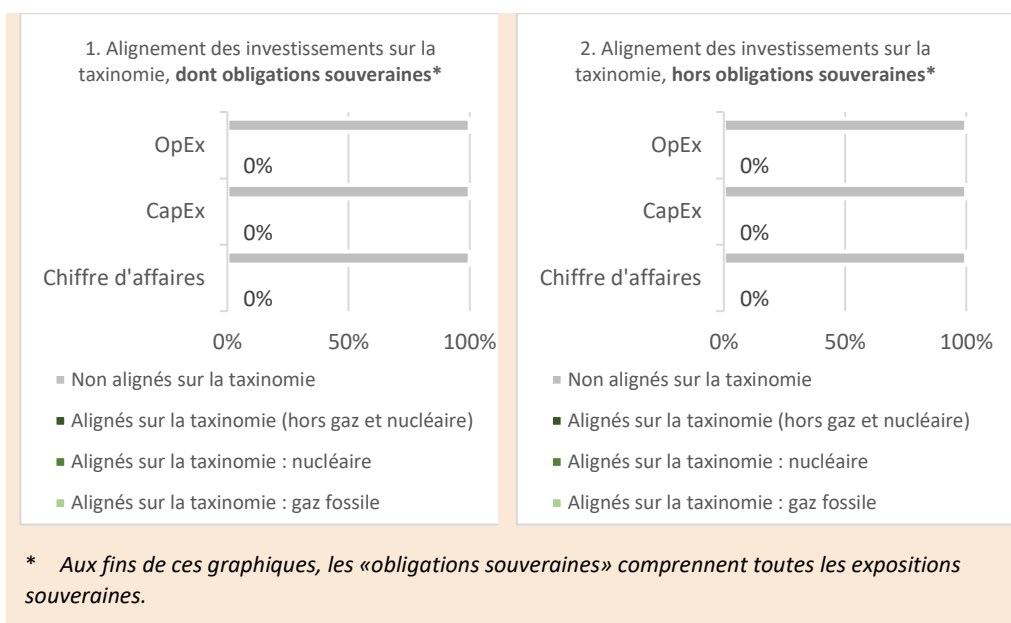 1. Alignement des investissements sur la
taxinomie, dont obligations souveraines*
OpEx
0%
CapEx
0%
Chiffre d'affaires
0%
0% 50% 100%
Non alignés sur la taxinomie
Alignés sur la taxinomie (hors gaz et nucléaire)
Alignés sur la taxinomie : nucléaire
Alignés sur la taxinomie : gaz fossile
2. Alignement des investissements sur la
taxinomie, hors obligations souveraines*
OpEx
0%
CapEx
0%
Chiffre d'affaires
0%
0% 50% 100%
Non alignés sur la taxinomie
Alignés sur la taxinomie (hors gaz et nucléaire)
Alignés sur la taxinomie : nucléaire
Alignés sur la taxinomie : gaz fossile
* Aux fins de ces graphiques, les «obligations souveraines» comprennent toutes les expositions
souveraines.